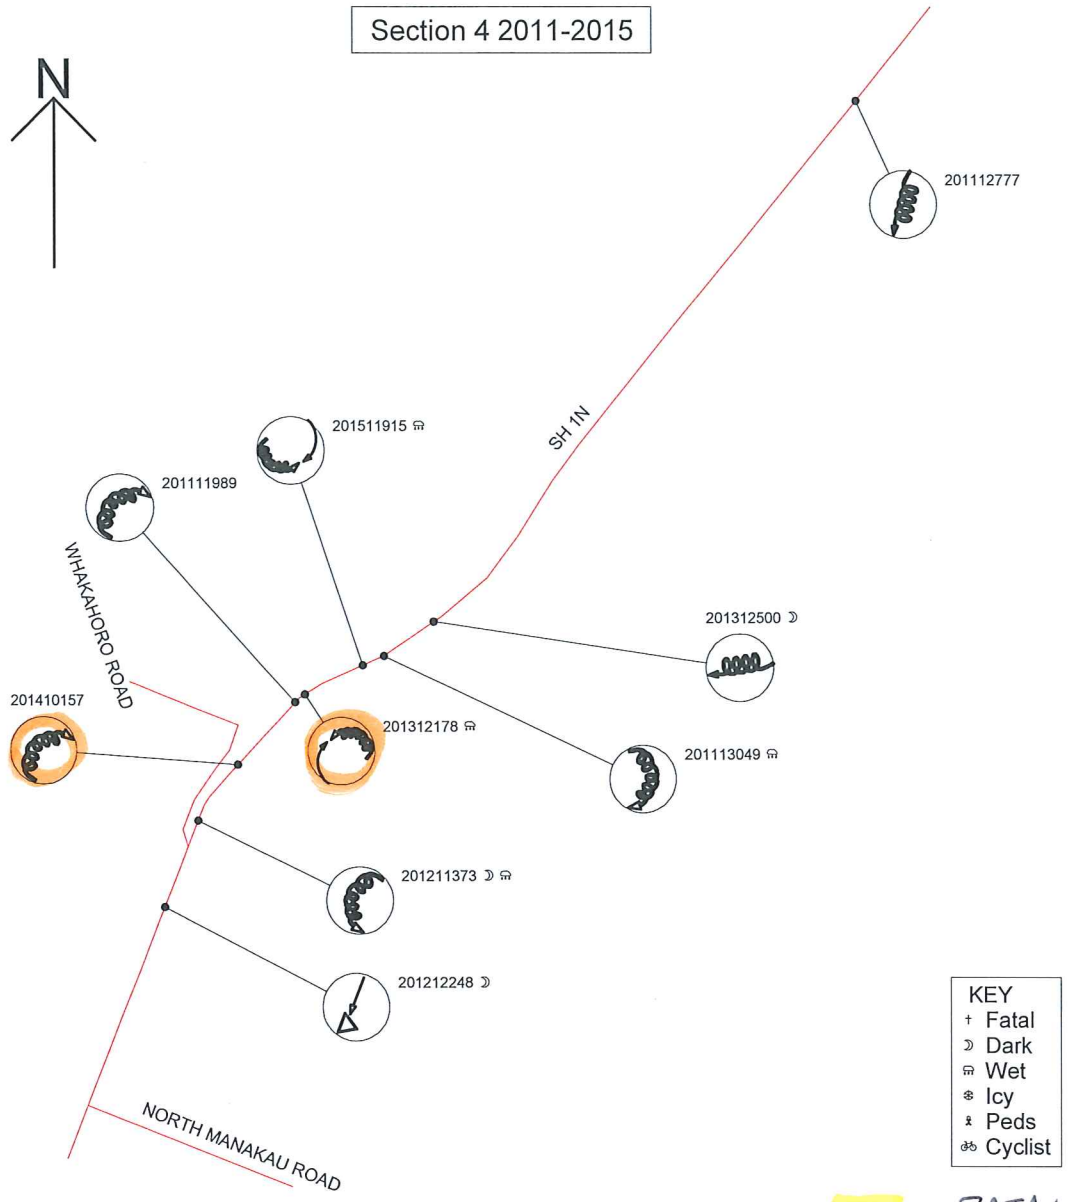 Section 4 2011-2015
N
201112777
SH 1N
201511915
201111989
WHAKAHORO ROAD
201312500
201410157
201312178
201113049
201211373
201212248
NORTH MANAKAU ROAD
KEY
Fatal
Dark
Wet
Icy
Peds
Cyclist